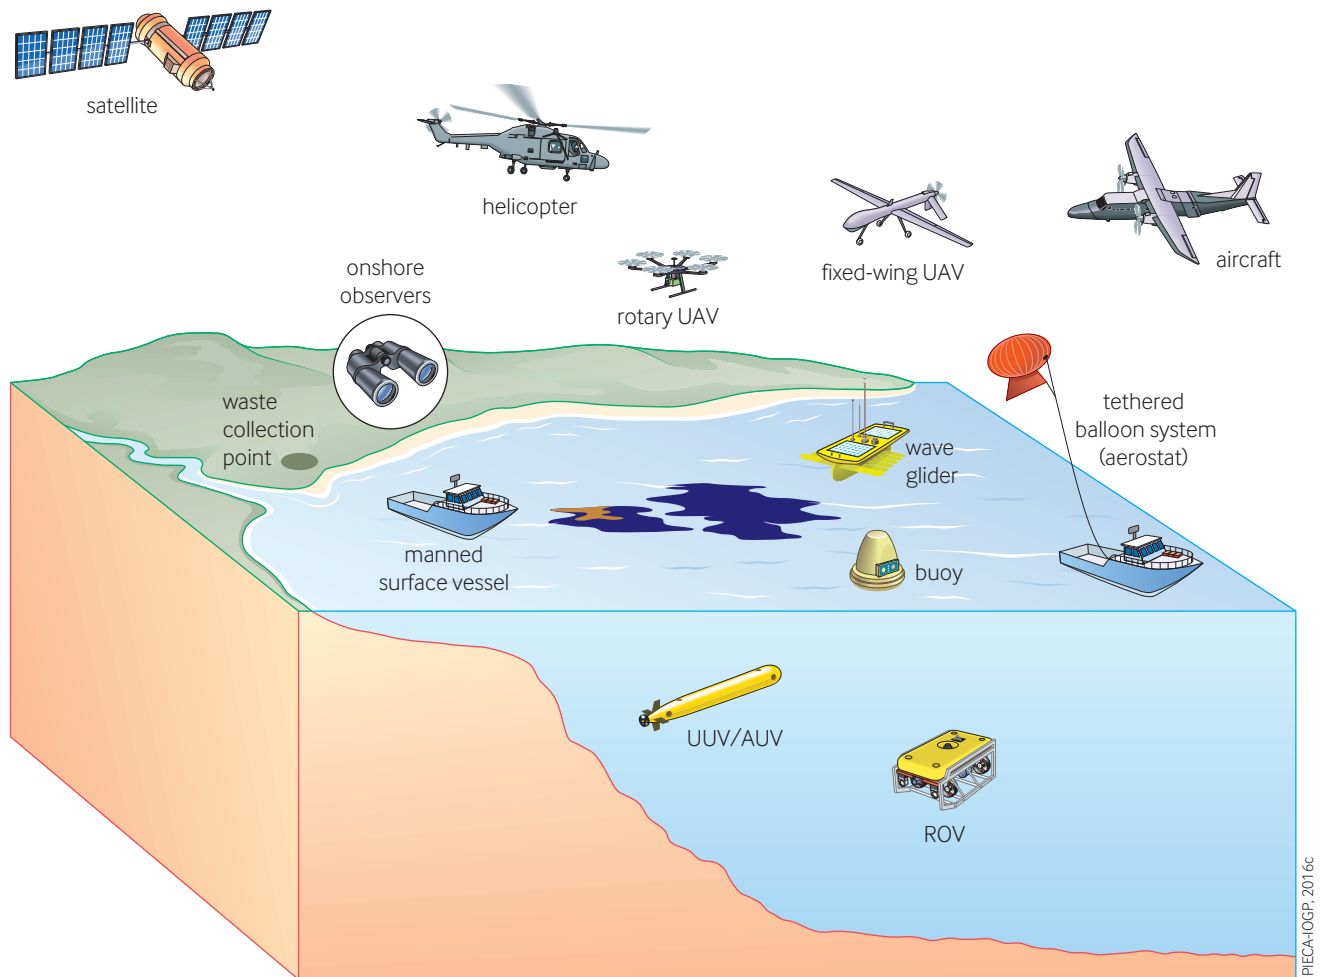 satellite
helicopter
fixed-wing UAV
aircraft
onshore
observers
rotary UAV
waste
collection
point
tethered
balloon system
(aerostat)
wave
glider
manned
surface vessel
buoy
UUV/AUV
ROV
PIECA-IOGP, 2016c